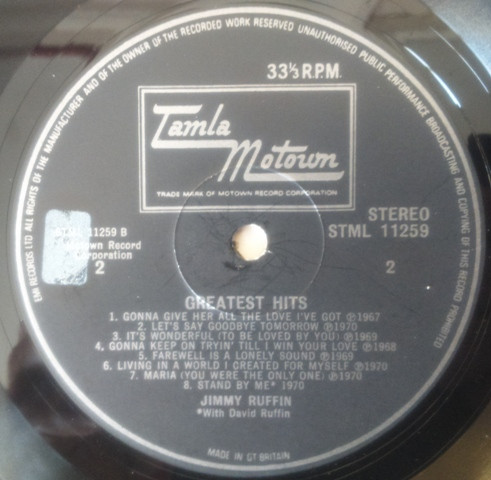 EMI RECORDS LTD ALL RIGHTS OF THE MANUFACTURER AND OF THE OWNER OF THE RECORDED WORK RESERVED UNAUTHORISED PUBLIC PERFORMANCE BROADCASTING AND COPYING OF THIS RECORD PROHIBITED
33⅓ R.P.M.
Tamla
Motown
TRADE MARK OF MOTOWN RECORD CORPORATION
STEREO
STML 11259
STML 11259 B
Motown Record
Corporation
2
2
GREATEST HITS
1. GONNA GIVE HER ALL THE LOVE I'VE GOT ℗1967
2. LET'S SAY GOODBYE TOMORROW ℗1970
3. IT'S WONDERFUL (TO BE LOVED BY YOU) ℗1969
4. GONNA KEEP ON TRYIN' TILL I WIN YOUR LOVE ℗1968
5. FAREWELL IS A LONELY SOUND ℗1969
6. LIVING IN A WORLD I CREATED FOR MYSELF ℗1970
7. MARIA (YOU WERE THE ONLY ONE) ℗1970
8. STAND BY ME* 1970
JIMMY RUFFIN
*With David Ruffin
MADE IN GT BRITAIN